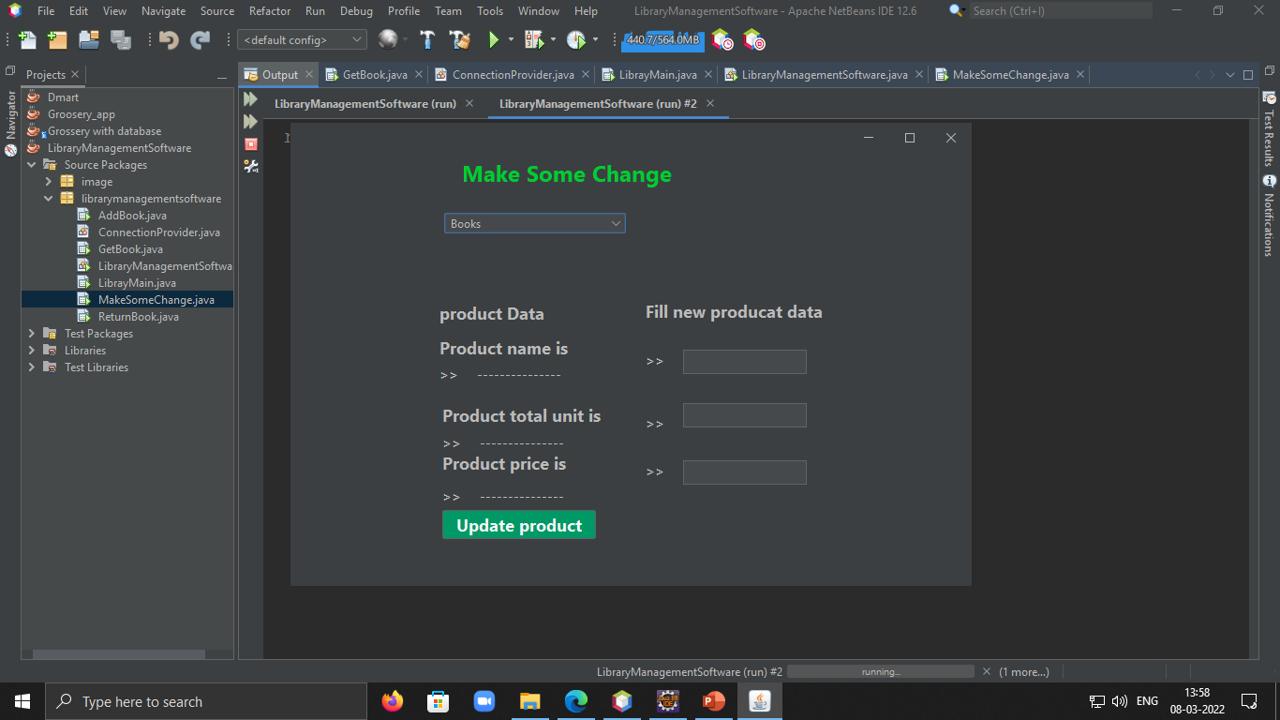 File Edit View Navigate Source Refactor Run Debug Profile Team Tools Window Help LibraryManagementSoftware - Apache NetBeans IDE 12.6 Search (Ctrl+I)
<default config> 440.7/564.0MB
Projects Output GetBook.java ConnectionProvider.java LibrayMain.java LibraryManagementSoftware.java MakeSomeChange.java
LibraryManagementSoftware (run) LibraryManagementSoftware (run) #2
Navigator
Dmart
Groosery_app
Grossery with database
LibraryManagementSoftware
Source Packages
image
librarymanagementsoftware
AddBook.java
ConnectionProvider.java
GetBook.java
LibraryManagementSoftwa
LibrayMain.java
MakeSomeChange.java
ReturnBook.java
Test Packages
Libraries
Test Libraries
Make Some Change
Books
product Data
Product name is
>> ---------------
Product total unit is
>> ---------------
Product price is
>> ---------------
Update product
Fill new producat data
>>
>>
>>
Test Results
Notifications
LibraryManagementSoftware (run) #2 running... (1 more...)
Type here to search
ENG
13:58
08-03-2022